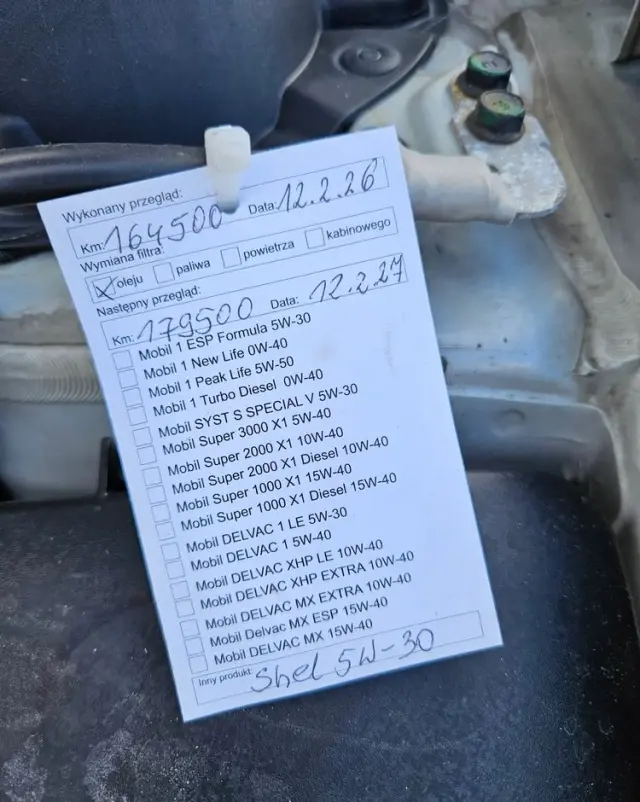 Wykonany przegląd:
Km: 164500 Data: 12.2.26
Wymiana filtra:
oleju paliwa powietrza kabinowego
Następny przegląd:
Km: 179500 Data: 12.2.27
Mobil 1 ESP Formula 5W-30
Mobil 1 New Life 0W-40
Mobil 1 Peak Life 5W-50
Mobil 1 Turbo Diesel 0W-40
Mobil SYST S SPECIAL V 5W-30
Mobil Super 3000 X1 5W-40
Mobil Super 2000 X1 10W-40
Mobil Super 2000 X1 Diesel 10W-40
Mobil Super 1000 X1 15W-40
Mobil Super 1000 X1 Diesel 15W-40
Mobil DELVAC 1 LE 5W-30
Mobil DELVAC 1 5W-40
Mobil DELVAC XHP LE 10W-40
Mobil DELVAC XHP EXTRA 10W-40
Mobil DELVAC MX EXTRA 10W-40
Mobil Delvac MX ESP 15W-40
Mobil DELVAC MX 15W-40
Inny produkt: Shel 5W-30